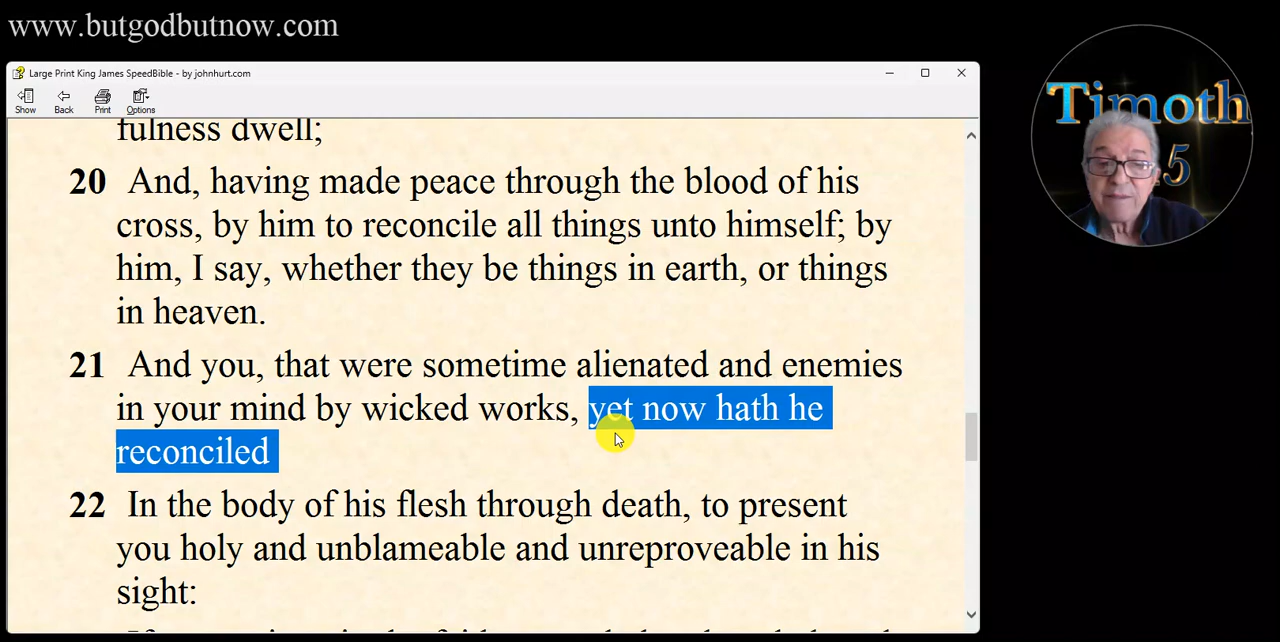 www.butgodbutnow.com
Large Print King James SpeedBible - by johnhurt.com
Show Back Print Options
Timoth
5
fulness dwell;
20 And, having made peace through the blood of his
cross, by him to reconcile all things unto himself; by
him, I say, whether they be things in earth, or things
in heaven.
21 And you, that were sometime alienated and enemies
in your mind by wicked works, yet now hath he
reconciled
22 In the body of his flesh through death, to present
you holy and unblameable and unreproveable in his
sight: